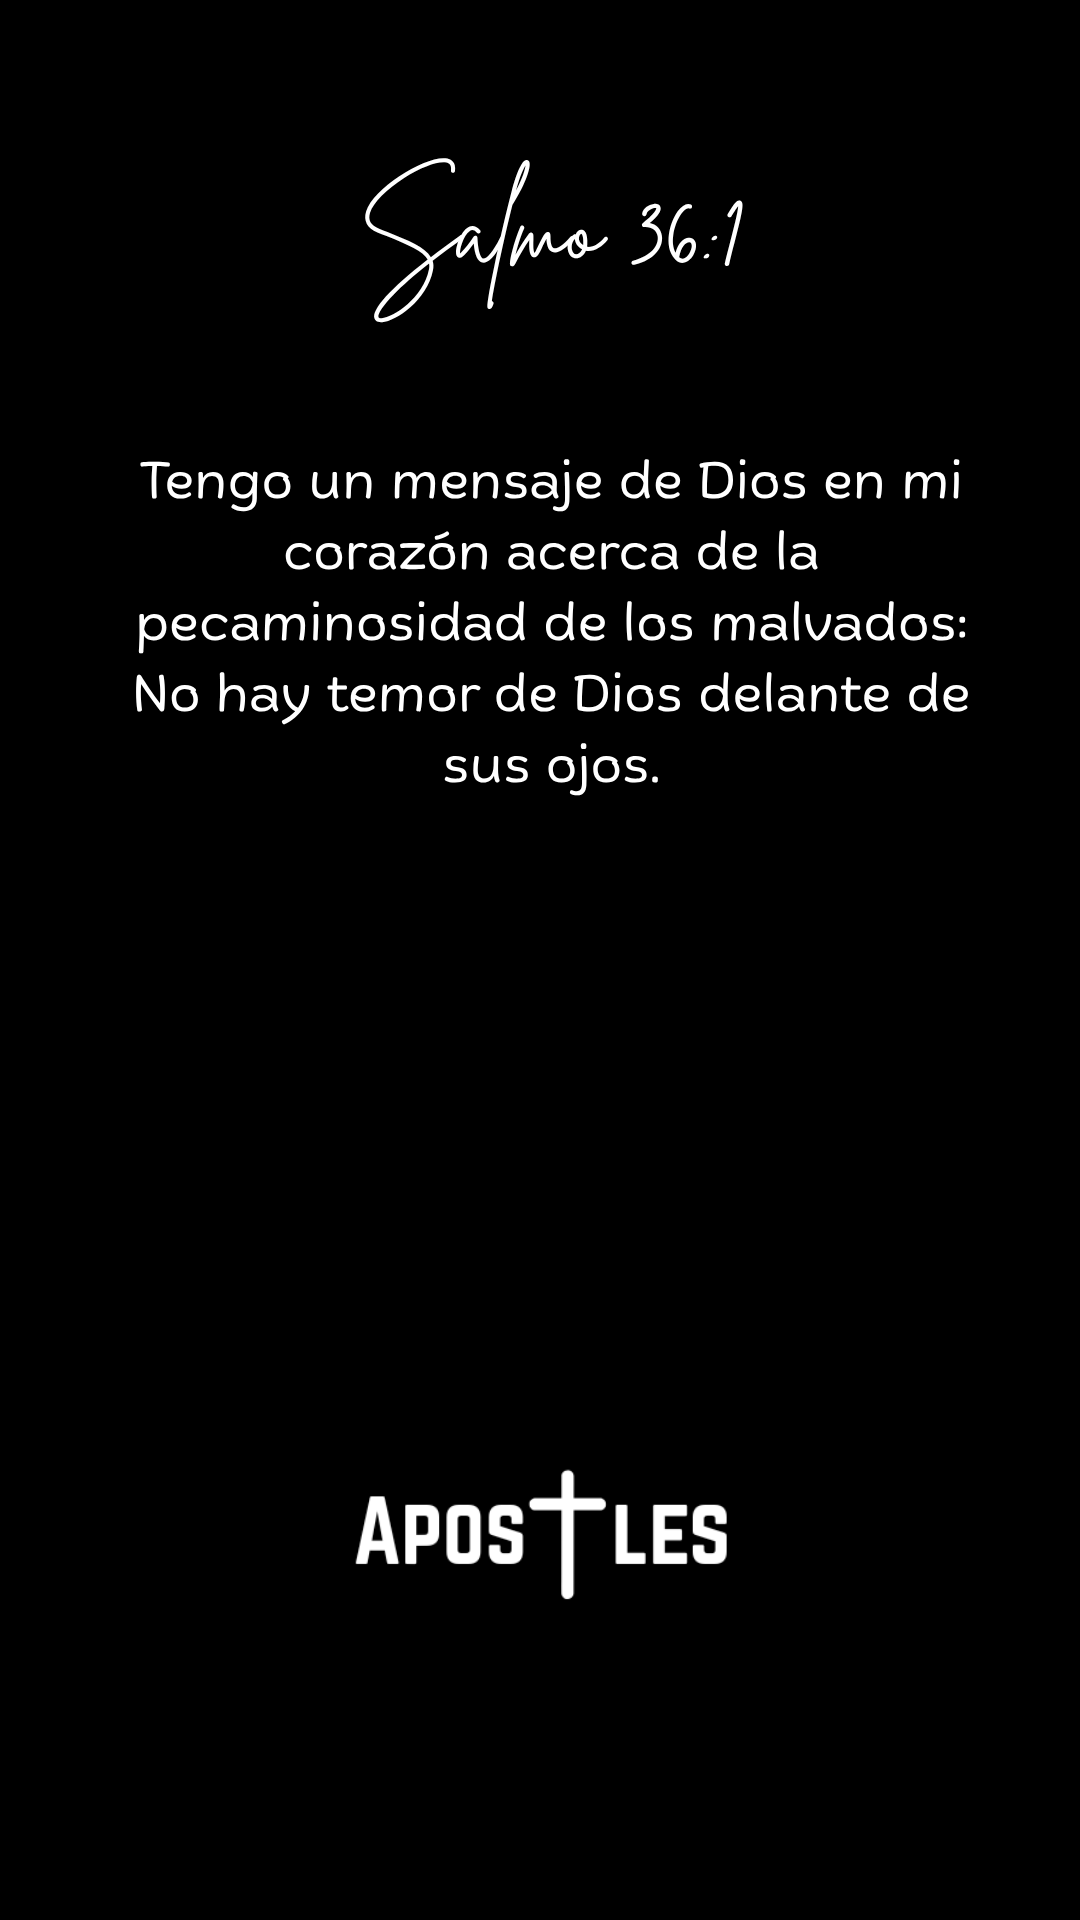 Salmo 36:1
Tengo un mensaje de Dios en mi
corazón acerca de la
pecaminosidad de los malvados:
No hay temor de Dios delante de
sus ojos.
APOSTLES